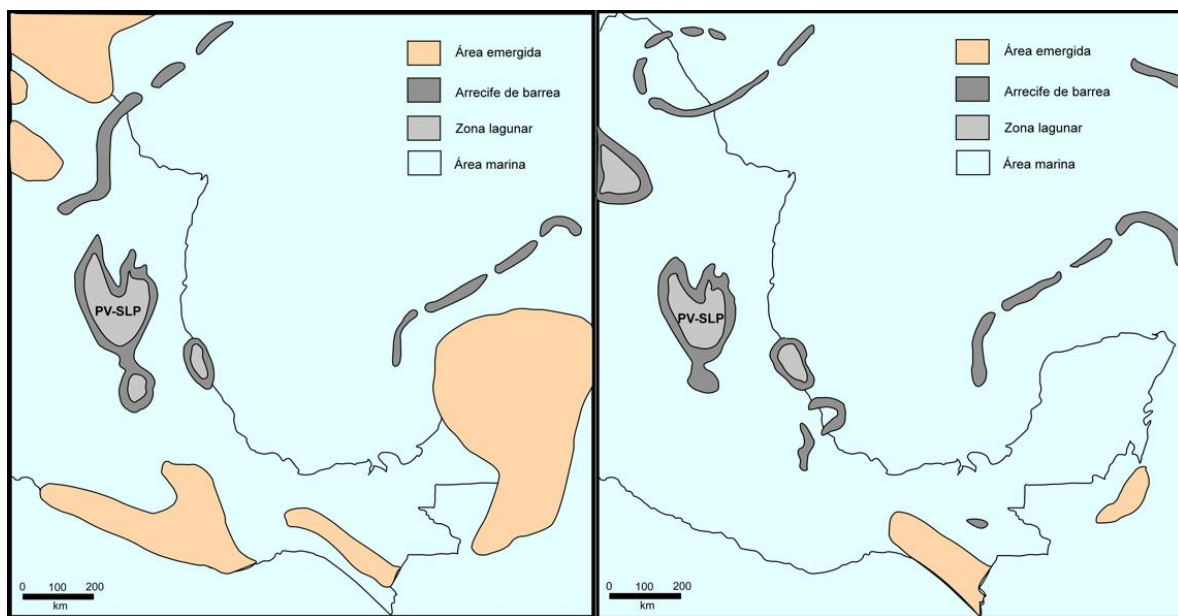 Área emergida
Arrecife de barrea
Zona lagunar
Área marina
PV-SLP
0 100 200
km
Área emergida
Arrecife de barrea
Zona lagunar
Área marina
PV-SLP
0 100 200
km